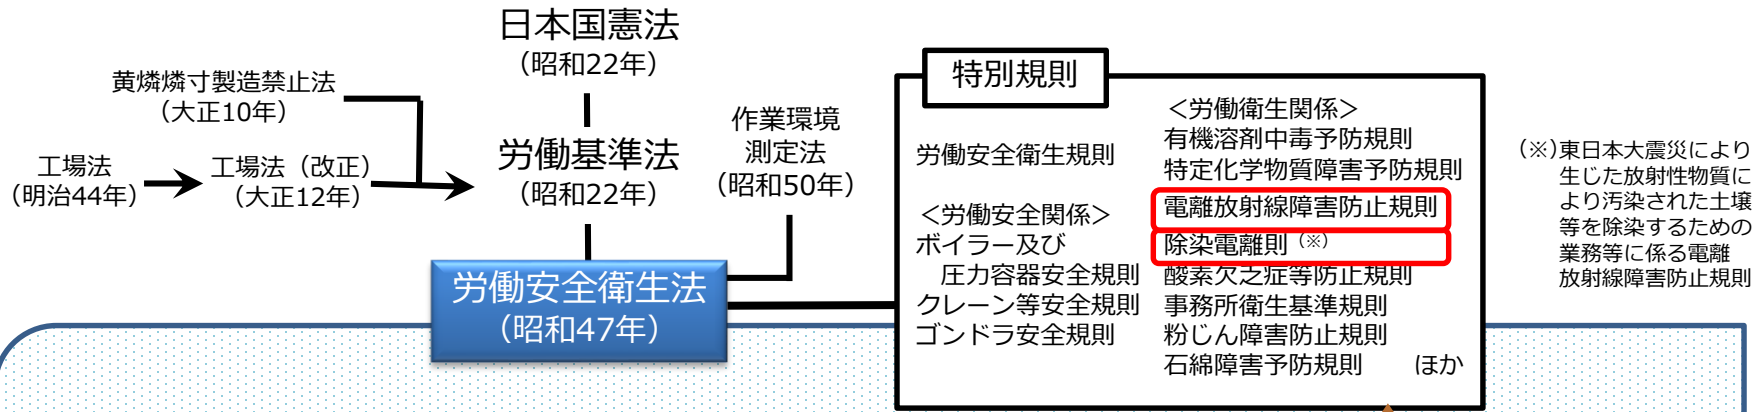 日本国憲法
（昭和22年）
黄燐燐寸製造禁止法
（大正10年）
工場法
（明治44年）
工場法（改正）
（大正12年）
労働基準法
（昭和22年）
作業環境
測定法
（昭和50年）
労働安全衛生法
（昭和47年）
特別規則
労働安全衛生規則
＜労働安全関係＞
ボイラー及び
圧力容器安全規則
クレーン等安全規則
ゴンドラ安全規則
＜労働衛生関係＞
有機溶剤中毒予防規則
特定化学物質障害予防規則
電離放射線障害防止規則
除染電離則（※）
酸素欠乏症等防止規則
事務所衛生基準規則
粉じん障害防止規則
石綿障害予防規則　ほか
（※）東日本大震災により
生じた放射性物質に
より汚染された土壌
等を除染するための
業務等に係る電離
放射線障害防止規則